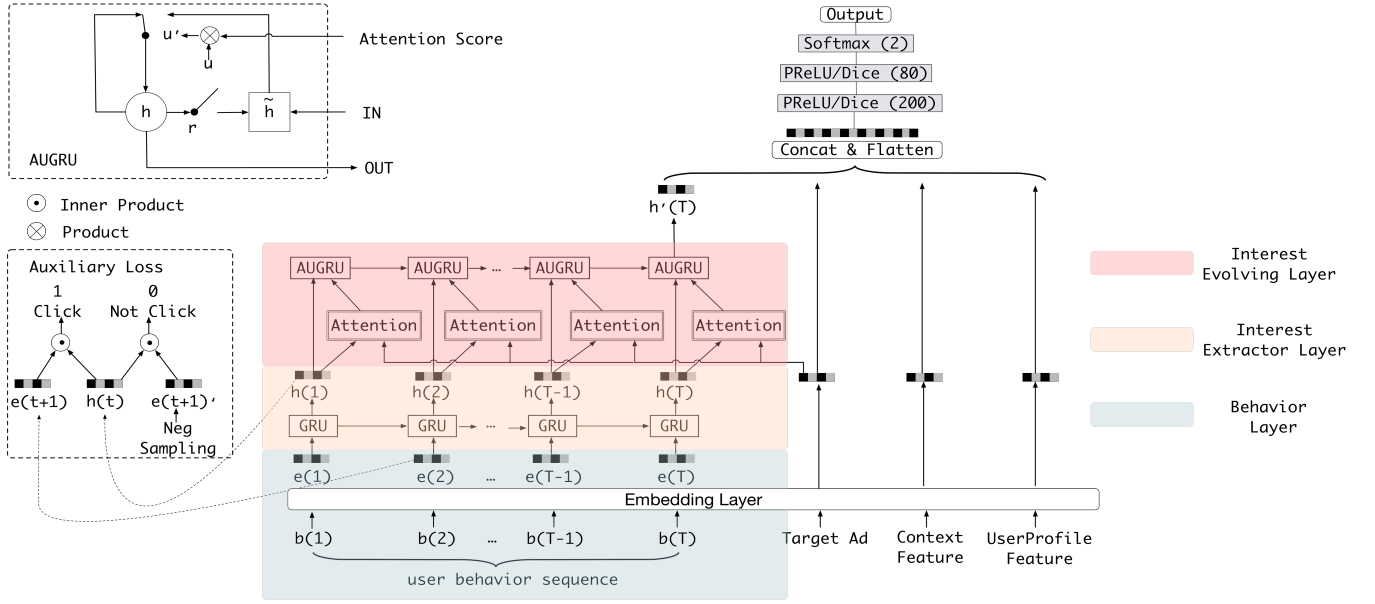 Output
Softmax (2)
PReLU/Dice (80)
PReLU/Dice (200)
Concat & Flatten
u′
u
Attention Score
h
r
h̃
IN
AUGRU
OUT
Inner Product
Product
h′(T)
Auxiliary Loss
1
0
Click
Not Click
e(t+1)
h(t)
e(t+1)′
Neg
Sampling
AUGRU
AUGRU
…
AUGRU
AUGRU
Attention
Attention
Attention
Attention
h(1)
h(2)
h(T-1)
h(T)
GRU
GRU
…
GRU
GRU
e(1)
e(2)
…
e(T-1)
e(T)
Embedding Layer
b(1)
b(2)
…
b(T-1)
b(T)
Target Ad
Context
Feature
UserProfile
Feature
user behavior sequence
Interest
Evolving Layer
Interest
Extractor Layer
Behavior
Layer